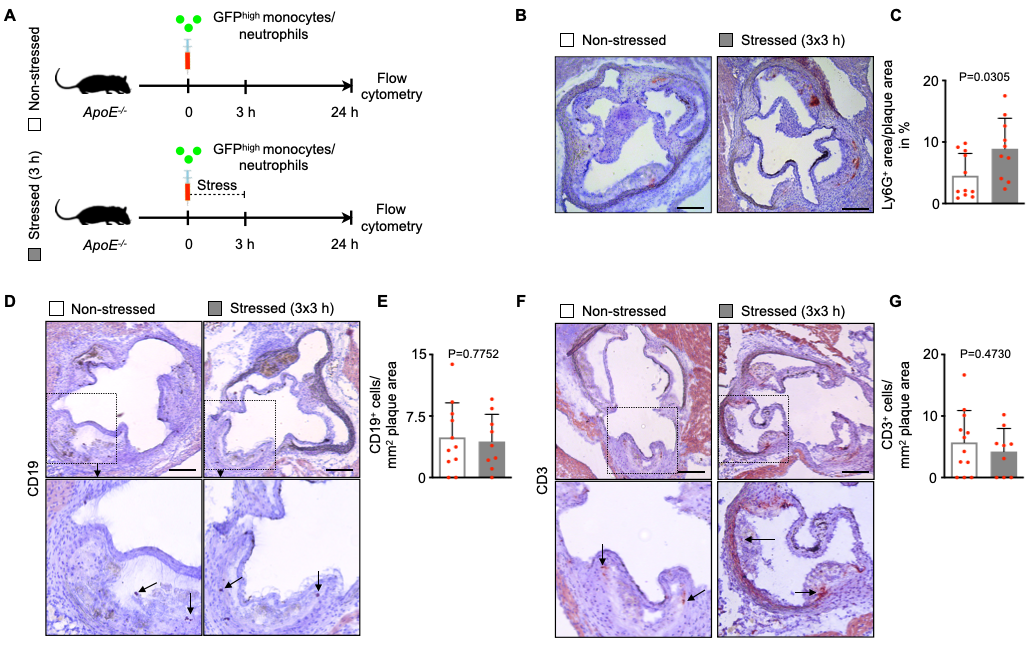 A
Non-stressed
GFPhigh monocytes/
neutrophils
ApoE-/-
0
3 h
24 h
Flow
cytometry
Stressed (3 h)
GFPhigh monocytes/
neutrophils
Stress
ApoE-/-
0
3 h
24 h
Flow
cytometry
B
Non-stressed
Stressed (3x3 h)
C
Ly6G+ area/plaque area
in %
20
10
0
P=0.0305
D
Non-stressed
Stressed (3x3 h)
CD19
E
CD19+ cells/
mm2 plaque area
15
7.5
0
P=0.7752
F
Non-stressed
Stressed (3x3 h)
CD3
G
CD3+ cells/
mm2 plaque area
20
10
0
P=0.4730